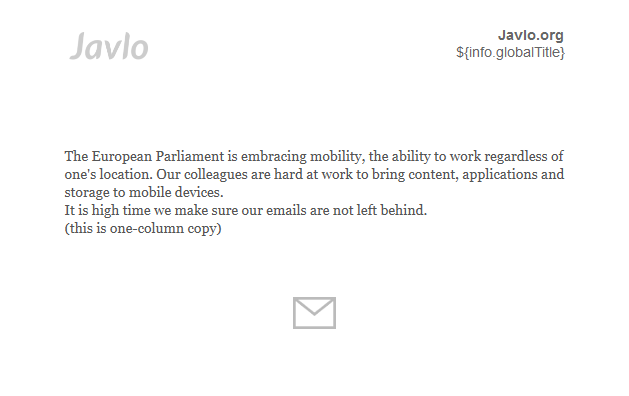 Javlo
Javlo.org
${info.globalTitle}
The European Parliament is embracing mobility, the ability to work regardless of
one's location. Our colleagues are hard at work to bring content, applications and
storage to mobile devices.
It is high time we make sure our emails are not left behind.
(this is one-column copy)